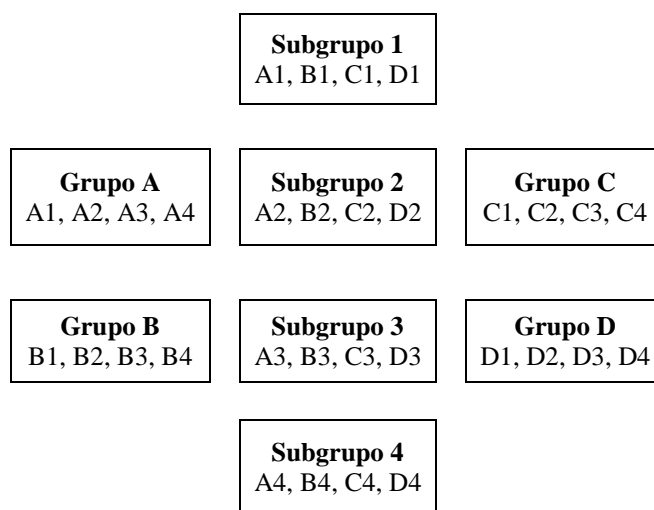 Subgrupo 1
A1, B1, C1, D1
Grupo A
A1, A2, A3, A4
Subgrupo 2
A2, B2, C2, D2
Grupo C
C1, C2, C3, C4
Grupo B
B1, B2, B3, B4
Subgrupo 3
A3, B3, C3, D3
Grupo D
D1, D2, D3, D4
Subgrupo 4
A4, B4, C4, D4